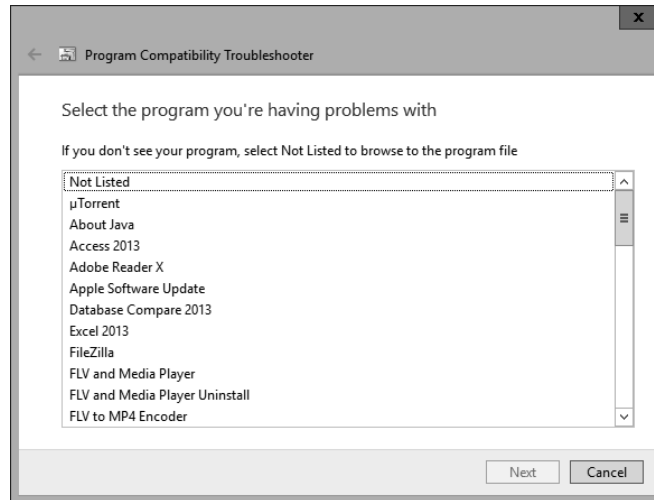 x
Program Compatibility Troubleshooter
Select the program you're having problems with
If you don't see your program, select Not Listed to browse to the program file
Not Listed
µTorrent
About Java
Access 2013
Adobe Reader X
Apple Software Update
Database Compare 2013
Excel 2013
FileZilla
FLV and Media Player
FLV and Media Player Uninstall
FLV to MP4 Encoder
Next Cancel